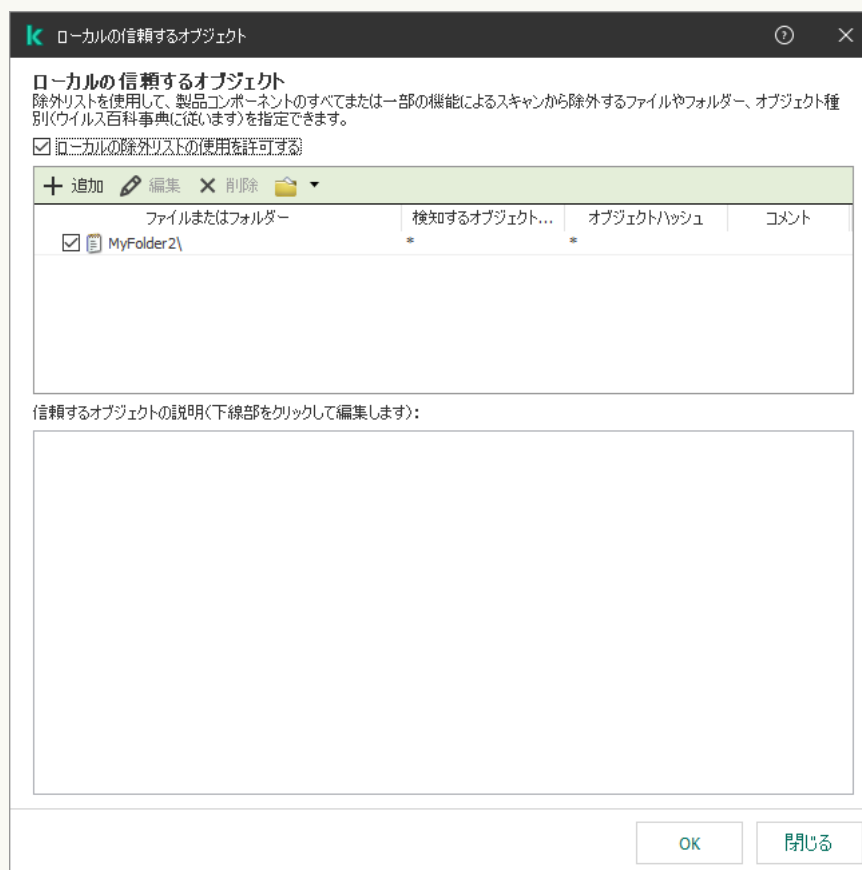 ローカルの信頼するオブジェクト
ローカルの信頼するオブジェクト
除外リストを使用して、製品コンポーネントのすべてまたは一部の機能によるスキャンから除外するファイルやフォルダー、オブジェクト種
別(ウイルス百科事典に従います)を指定できます。
ローカルの除外リストの使用を許可する
追加 編集 削除
ファイルまたはフォルダー 検知するオブジェクト... オブジェクトハッシュ コメント
MyFolder2\ * *
信頼するオブジェクトの説明(下線部をクリックして編集します):
OK 閉じる